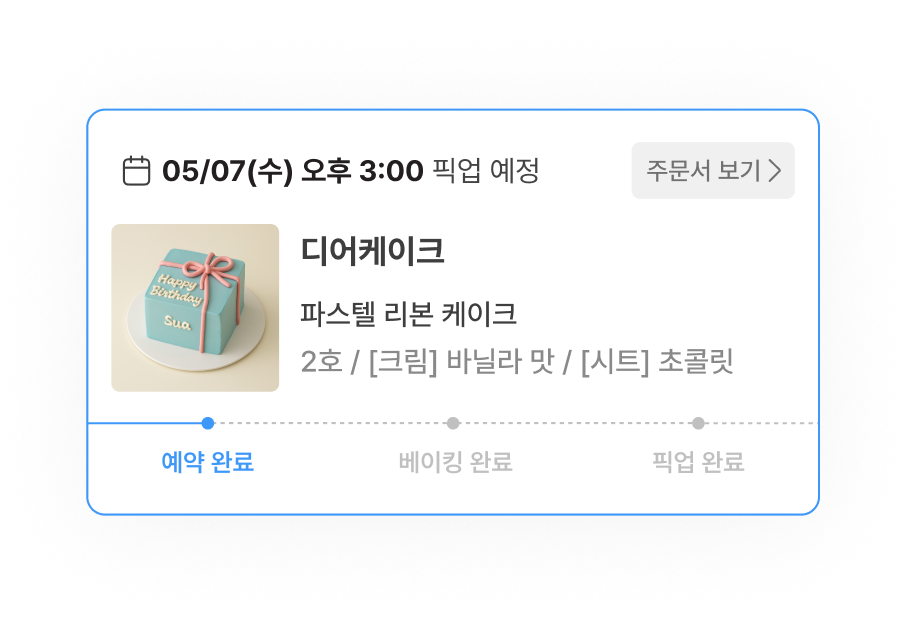 05/07(수) 오후 3:00 픽업 예정
주문서 보기
디어케이크
Happy
Birthday
Sua
파스텔 리본 케이크
2호 / [크림] 바닐라 맛 / [시트] 초콜릿
예약 완료
베이킹 완료
픽업 완료